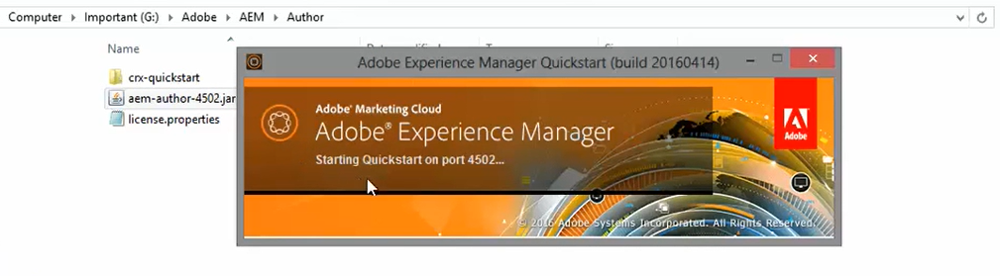 Computer ▸ Important (G:) ▸ Adobe ▸ AEM ▸ Author
Name
Adobe Experience Manager Quickstart (build 20160414)
crx-quickstart
aem-author-4502.jar
license.properties
Adobe® Marketing Cloud
Adobe® Experience Manager
Starting Quickstart on port 4502...
Adobe
© 2016 Adobe Systems Incorporated. All Rights Reserved.